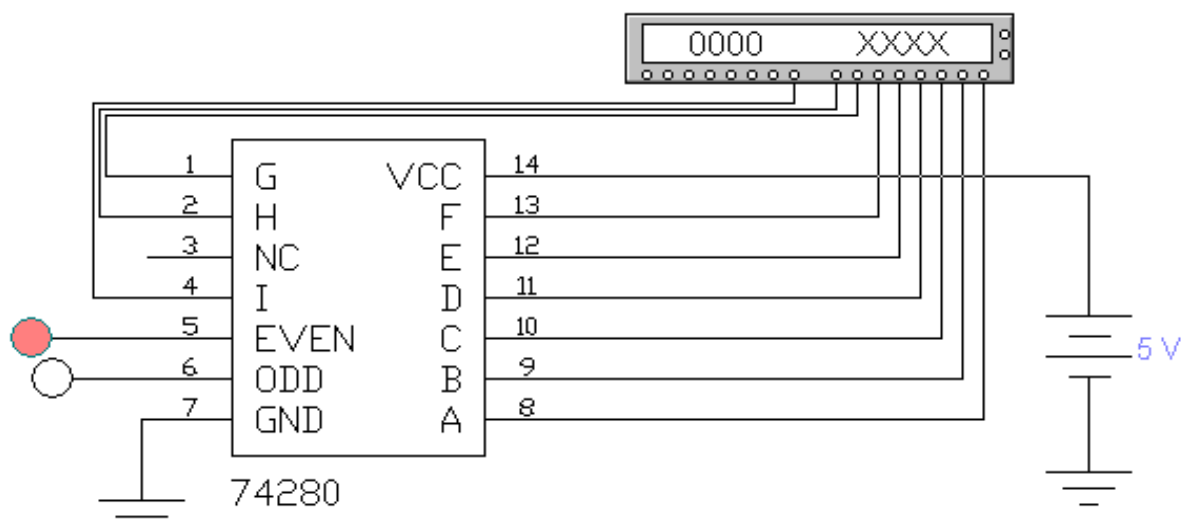 0000 XXXX
1 G VCC 14
2 H F 13
3 NC E 12
4 I D 11
5 EVEN C 10
6 ODD B 9
7 GND A 8
5 V
74280